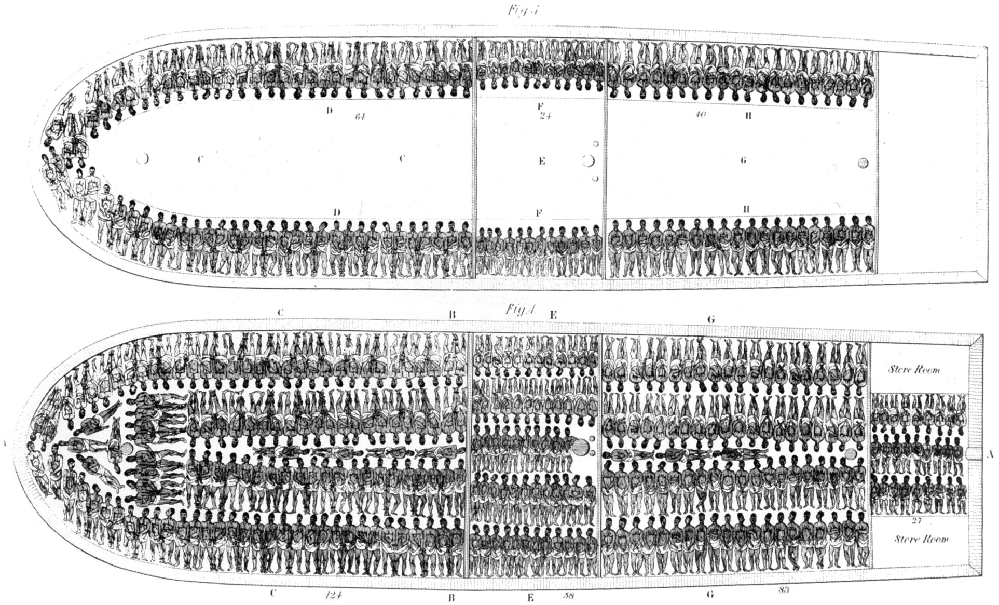 Fig 5.
D 64
F
24
40 H
C C E G
D F H
Fig 4.
C B E G
Store Room
A A
27
Store Room
C 124 B E 58 G 83